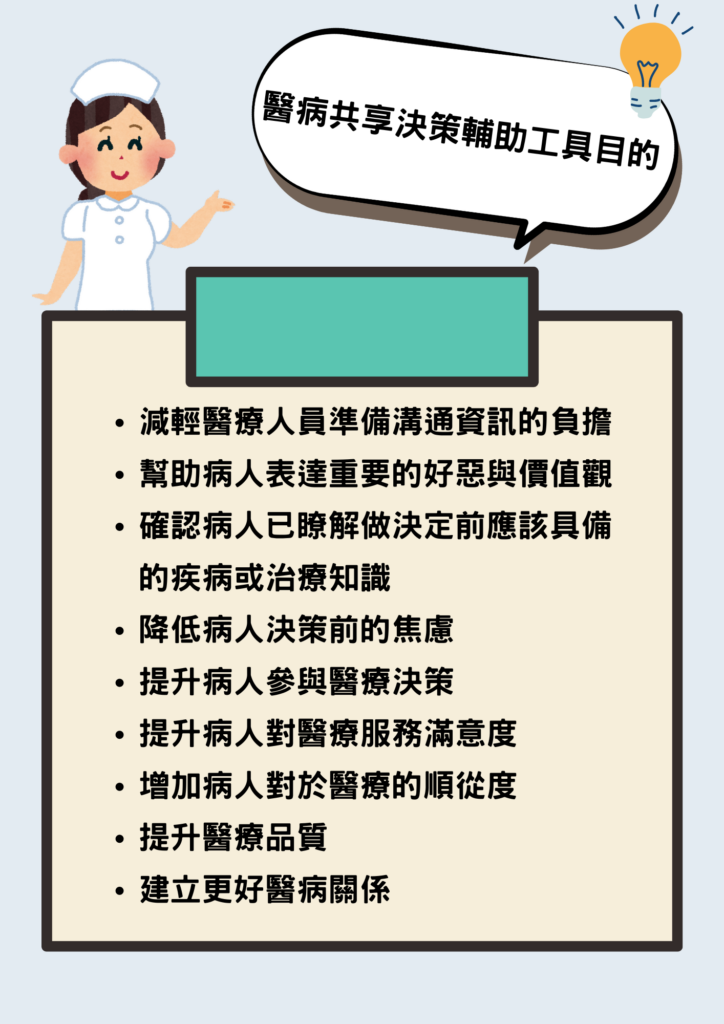 醫病共享決策輔助工具目的
• 減輕醫療人員準備溝通資訊的負擔
• 幫助病人表達重要的好惡與價值觀
• 確認病人已瞭解做決定前應該具備
的疾病或治療知識
• 降低病人決策前的焦慮
• 提升病人參與醫療決策
• 提升病人對醫療服務滿意度
• 增加病人對於醫療的順從度
• 提升醫療品質
• 建立更好醫病關係